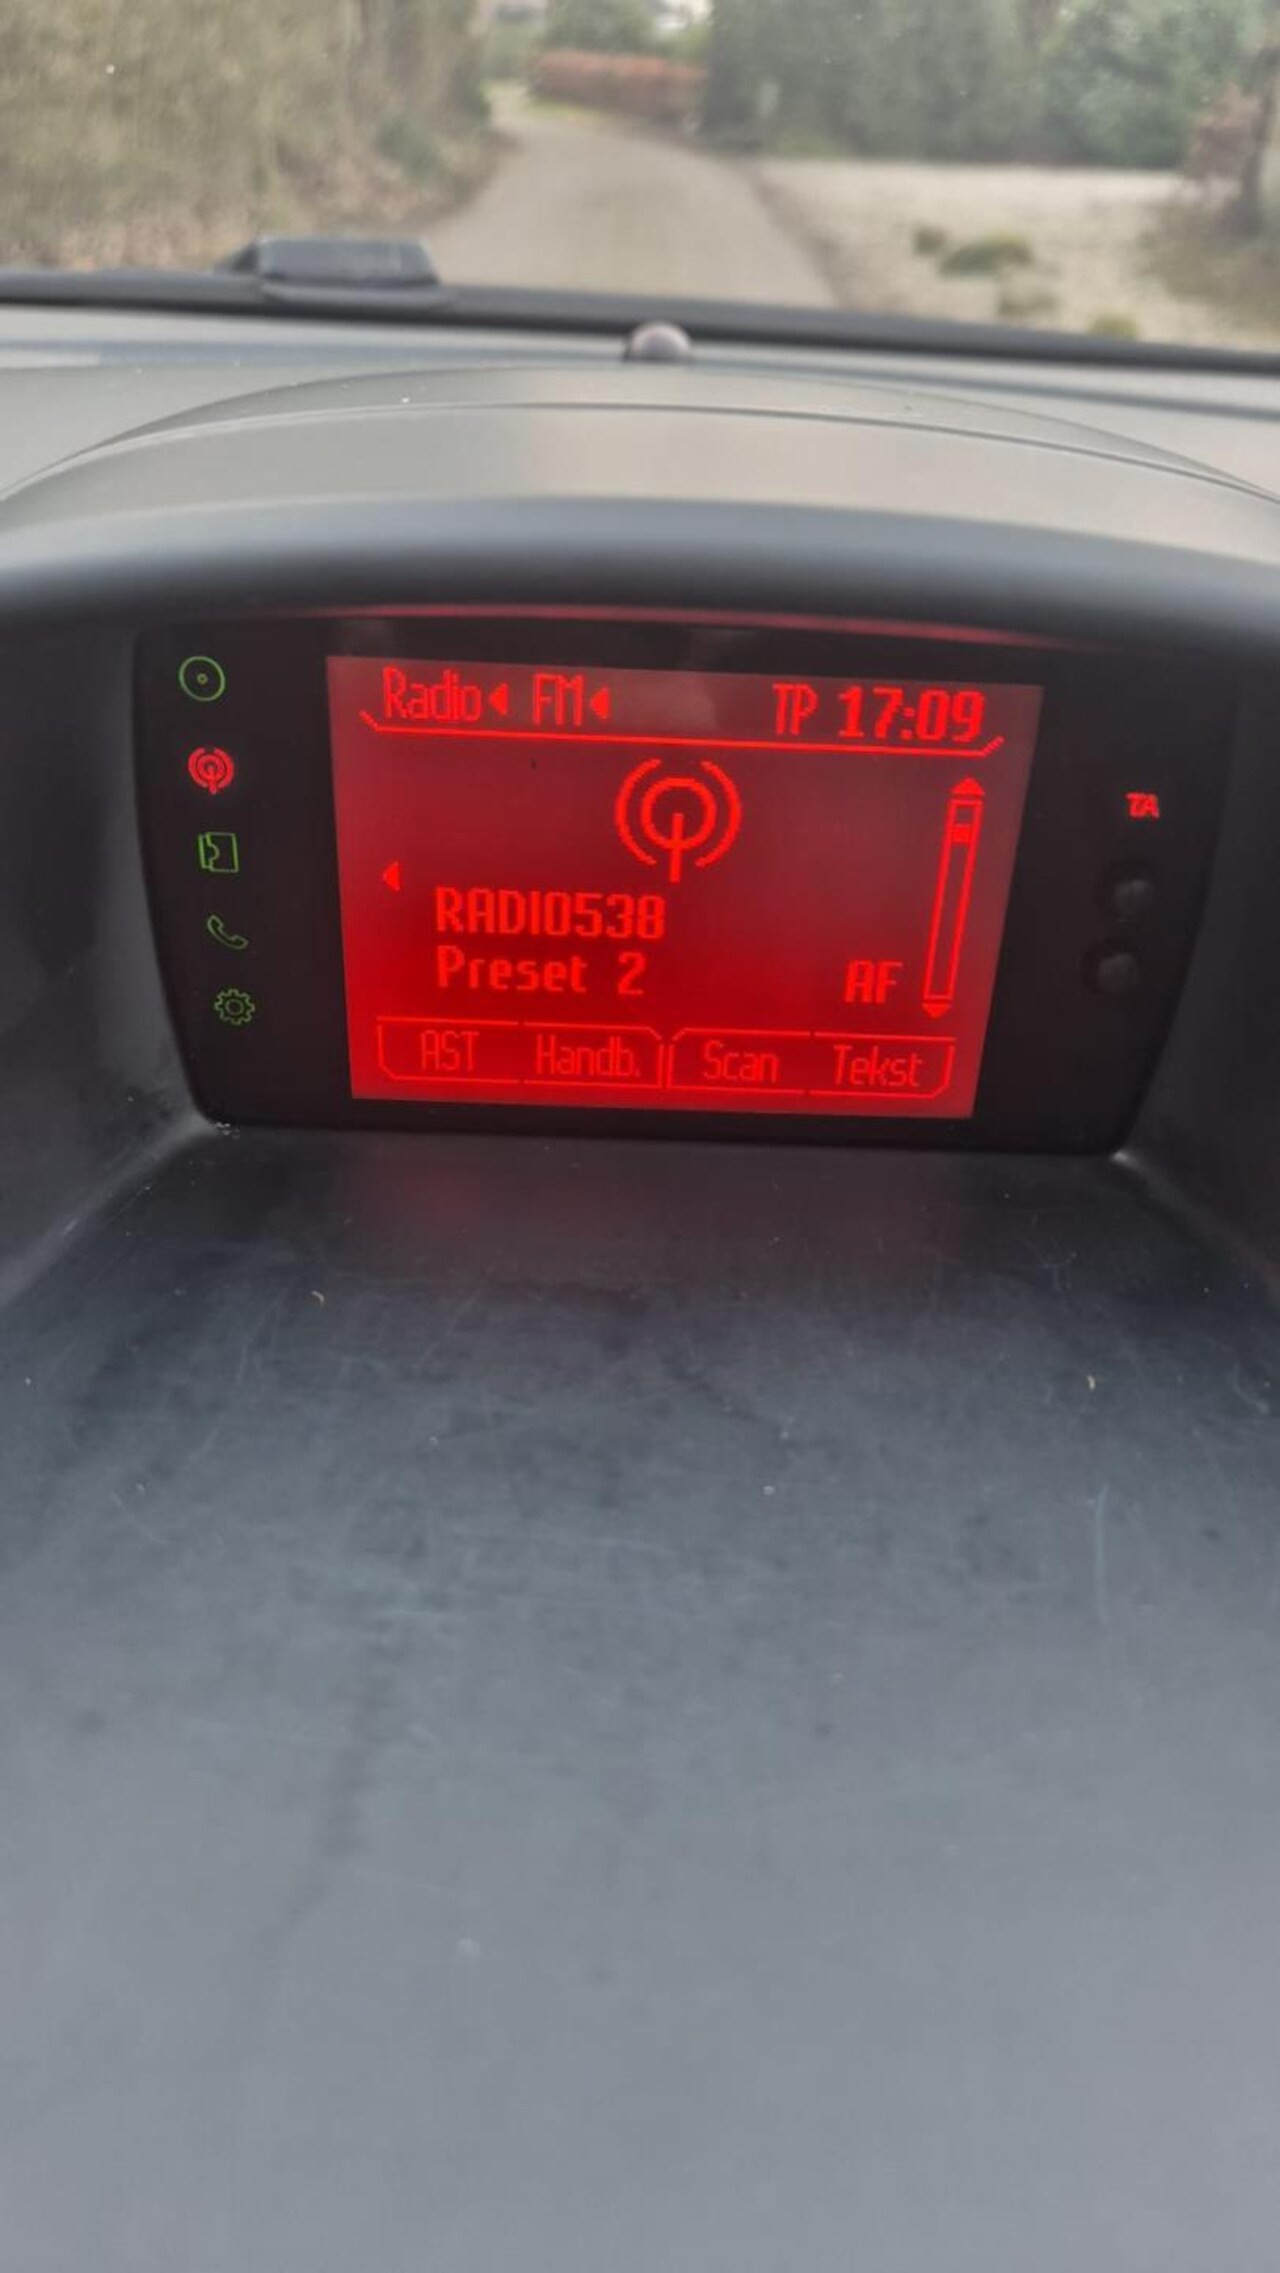 Radio FM TP 17:09
TA
RADIO538
Preset 2 AF
AST Handb. Scan Tekst